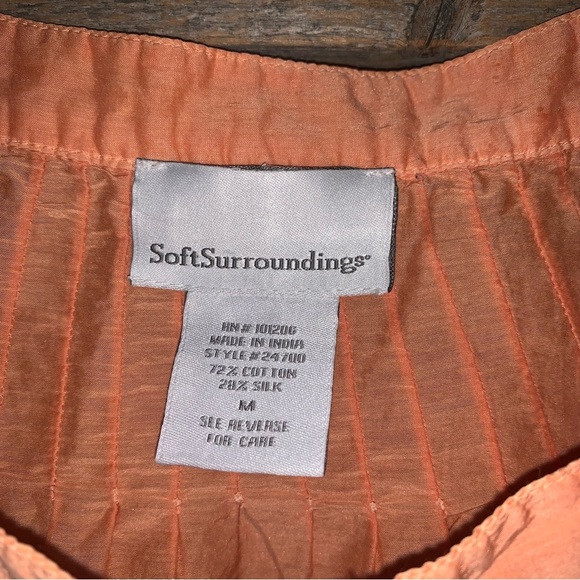 SoftSurroundings®
RN# 101206
MADE IN INDIA
STYLE#24700
72% COTTON
28% SILK
M
SEE REVERSE
FOR CARE